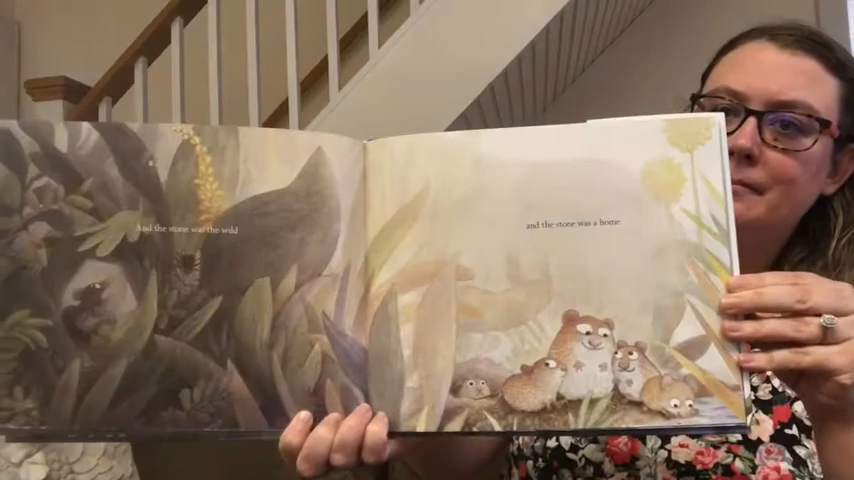 And the stone was the wild
and the stone was a home